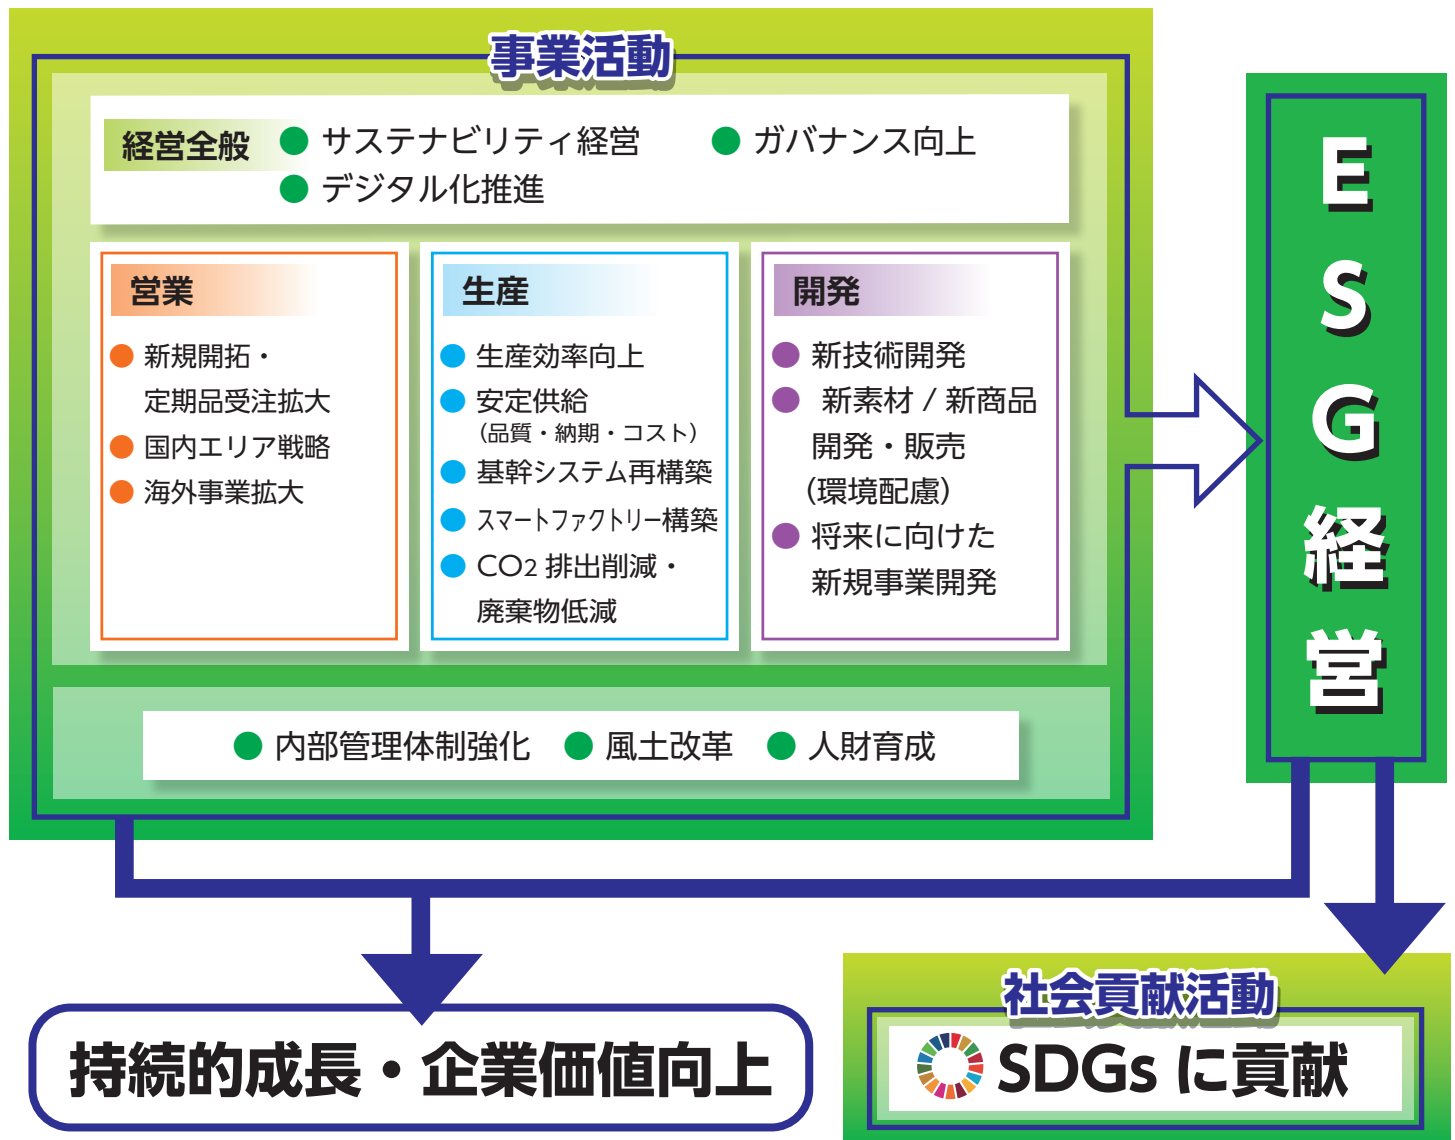 事業活動
経営全般
● サステナビリティ経営 ● ガバナンス向上
● デジタル化推進
営業
● 新規開拓・
定期品受注拡大
● 国内エリア戦略
● 海外事業拡大
生産
● 生産効率向上
● 安定供給
（品質・納期・コスト）
● 基幹システム再構築
● スマートファクトリー構築
● CO2 排出削減・
廃棄物低減
開発
● 新技術開発
● 新素材 / 新商品
開発・販売
（環境配慮）
● 将来に向けた
新規事業開発
● 内部管理体制強化 ● 風土改革 ● 人財育成
ESG経営
持続的成長・企業価値向上
社会貢献活動
SDGs に貢献